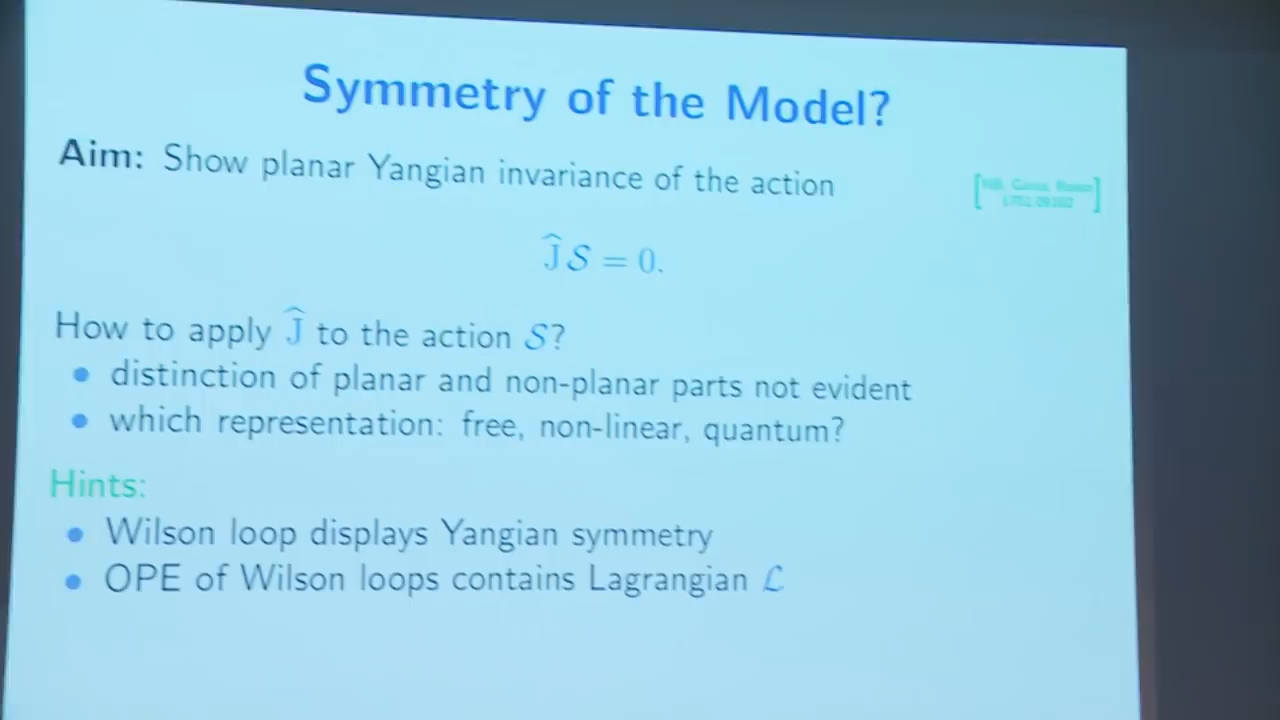 Symmetry of the Model?
Aim: Show planar Yangian invariance of the action
Ĵ𝒮 = 0.
How to apply Ĵ to the action 𝒮?
• distinction of planar and non-planar parts not evident
• which representation: free, non-linear, quantum?
Hints:
• Wilson loop displays Yangian symmetry
• OPE of Wilson loops contains Lagrangian ℒ